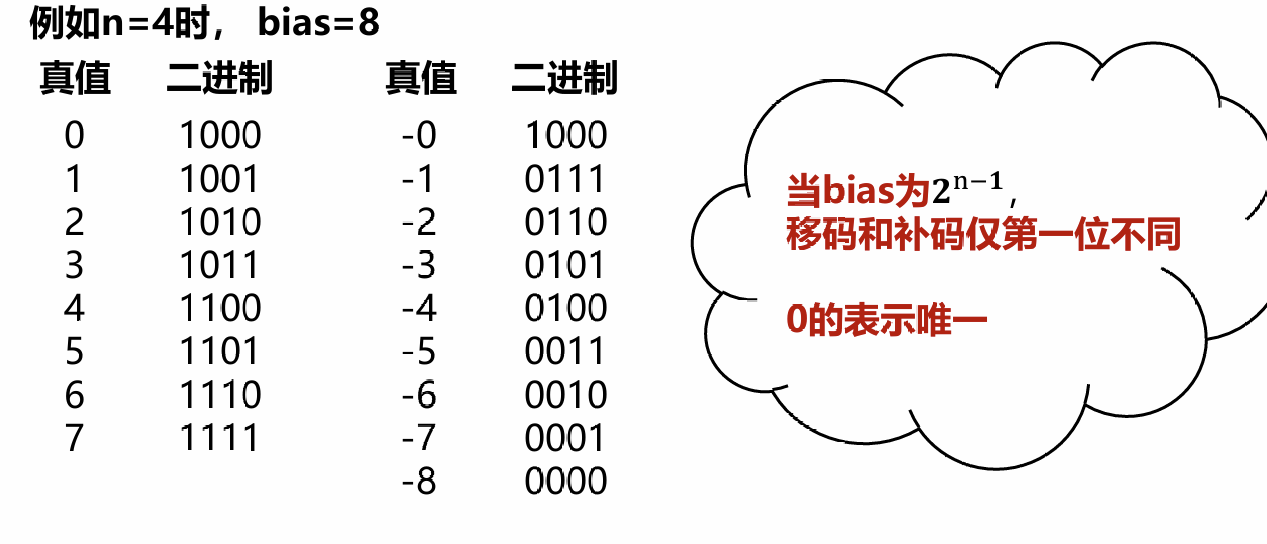 例如n=4时， bias=8
真值 二进制 真值 二进制
0 1000 -0 1000
1 1001 -1 0111
2 1010 -2 0110
3 1011 -3 0101
4 1100 -4 0100
5 1101 -5 0011
6 1110 -6 0010
7 1111 -7 0001
-8 0000
当bias为2ⁿ⁻¹，
移码和补码仅第一位不同
0的表示唯一